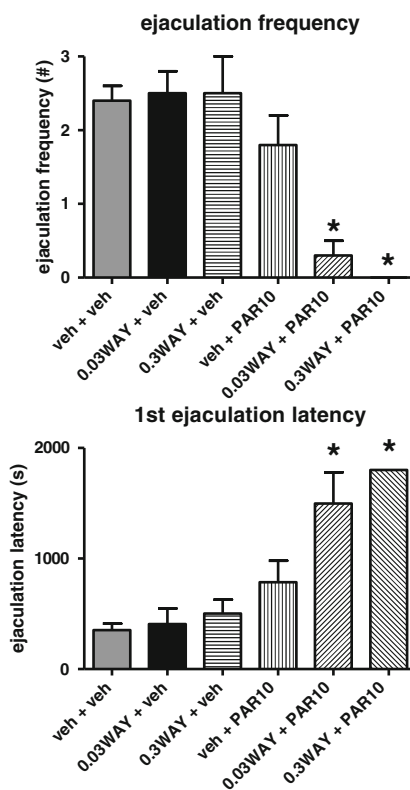 ejaculation frequency
ejaculation frequency (#)
3
2
1
0
*
*
veh + veh
0.03WAY + veh
0.3WAY + veh
veh + PAR10
0.03WAY + PAR10
0.3WAY + PAR10
1st ejaculation latency
ejaculation latency (s)
2000
1000
0
*
*
veh + veh
0.03WAY + veh
0.3WAY + veh
veh + PAR10
0.03WAY + PAR10
0.3WAY + PAR10